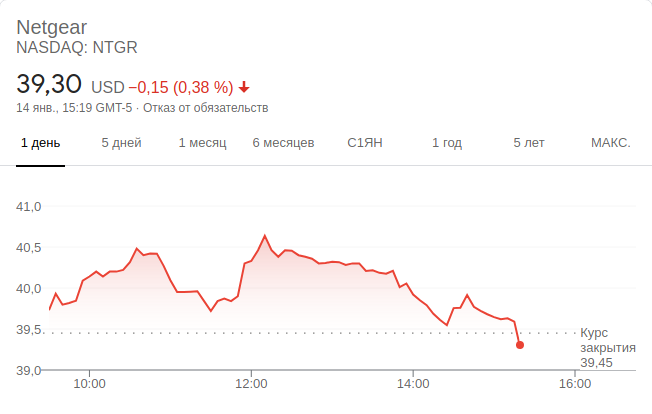 Netgear
NASDAQ: NTGR
39,30 USD −0,15 (0,38 %)
14 янв., 15:19 GMT-5 · Отказ от обязательств
1 день 5 дней 1 месяц 6 месяцев С1ЯН 1 год 5 лет МАКС.
41,0
40,5
40,0
39,5
39,0
Курс
закрытия
39,45
10:00 12:00 14:00 16:00